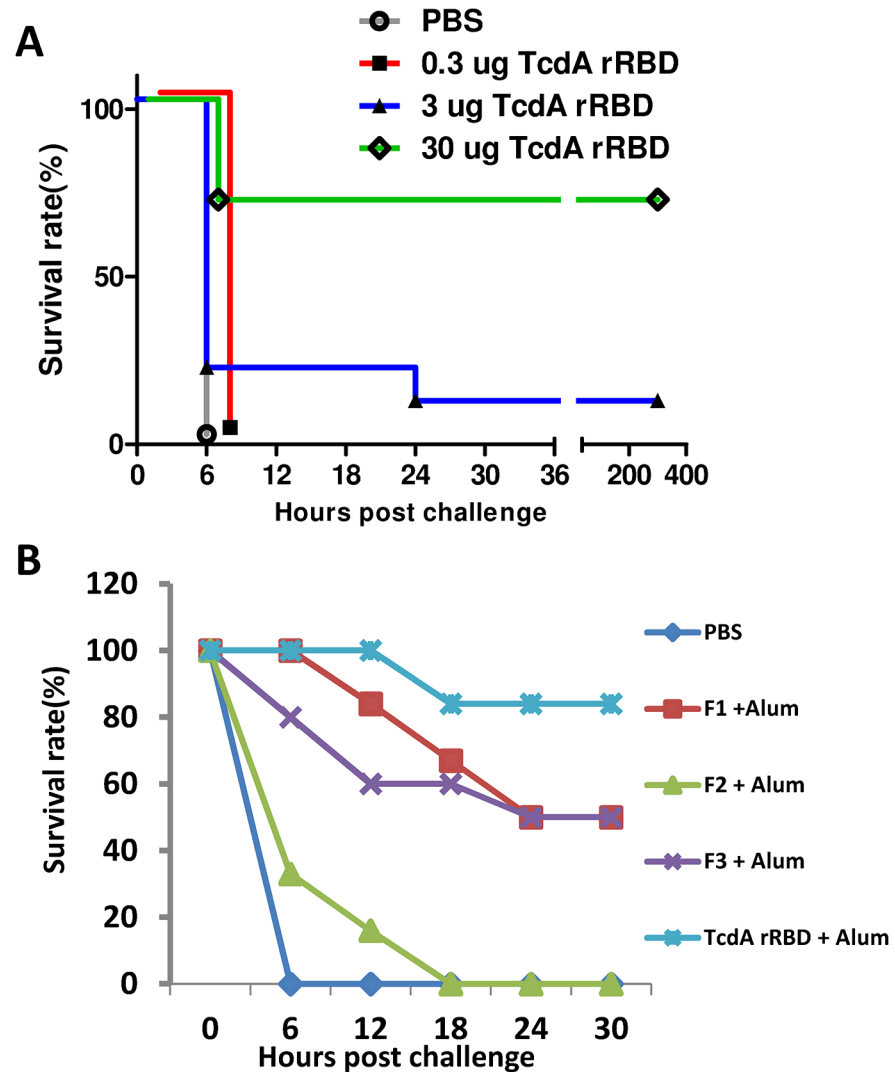 A
PBS
0.3 ug TcdA rRBD
3 ug TcdA rRBD
30 ug TcdA rRBD
Survival rate(%)
100
50
0
0 6 12 18 24 30 36 200 400
Hours post challenge
B
Survival rate(%)
120
100
80
60
40
20
0
0 6 12 18 24 30
Hours post challenge
PBS
F1 +Alum
F2 + Alum
F3 + Alum
TcdA rRBD + Alum